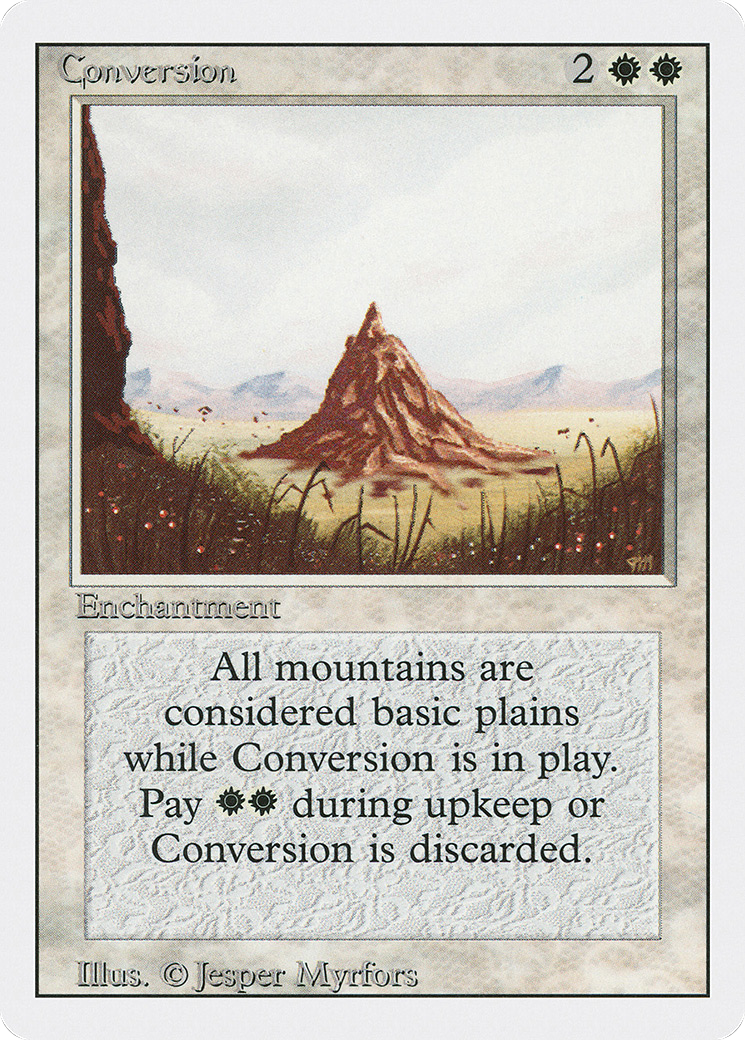 Conversion 2
Enchantment
All mountains are
considered basic plains
while Conversion is in play.
Pay during upkeep or
Conversion is discarded.
Illus. © Jesper Myrfors